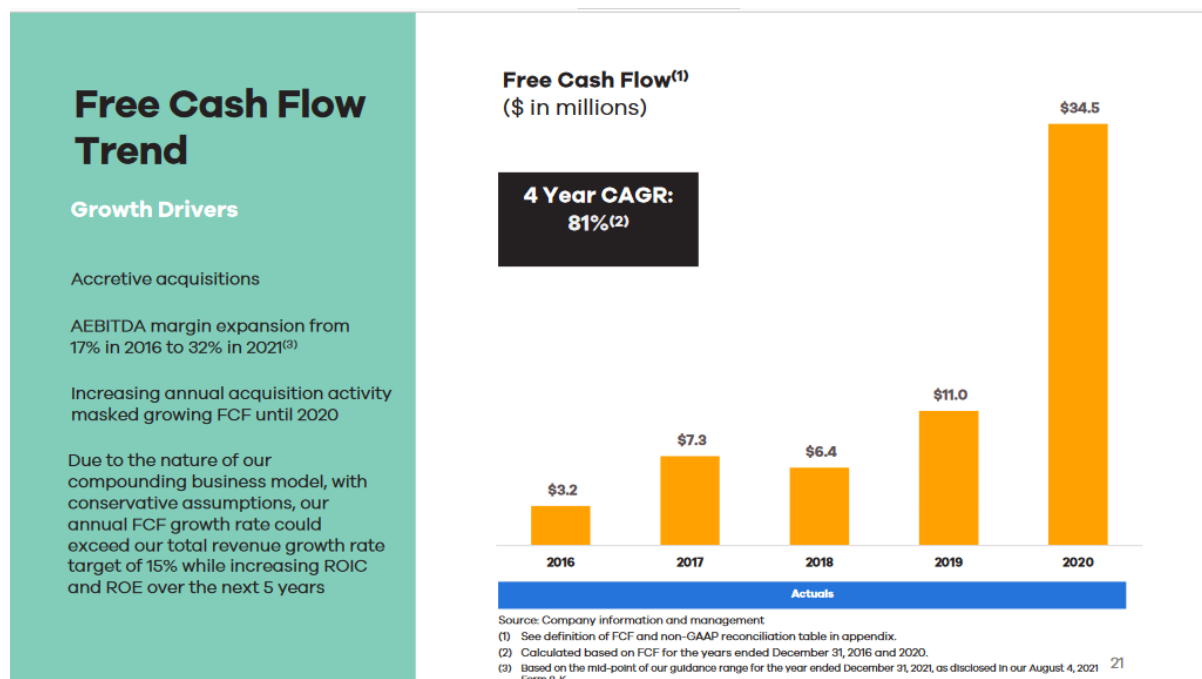 Free Cash Flow
Trend
Growth Drivers
Accretive acquisitions
AEBITDA margin expansion from
17% in 2016 to 32% in 2021(3)
Increasing annual acquisition activity
masked growing FCF until 2020
Due to the nature of our
compounding business model, with
conservative assumptions, our
annual FCF growth rate could
exceed our total revenue growth rate
target of 15% while increasing ROIC
and ROE over the next 5 years
Free Cash Flow(1)
($ in millions)
4 Year CAGR:
81%(2)
$3.2
$7.3
$6.4
$11.0
$34.5
2016
2017
2018
2019
2020
Actuals
Source: Company information and management
(1) See definition of FCF and non-GAAP reconciliation table in appendix.
(2) Calculated based on FCF for the years ended December 31, 2016 and 2020.
(3) Based on the mid-point of our guidance range for the year ended December 31, 2021, as disclosed in our August 4, 2021
Form 8-K
21